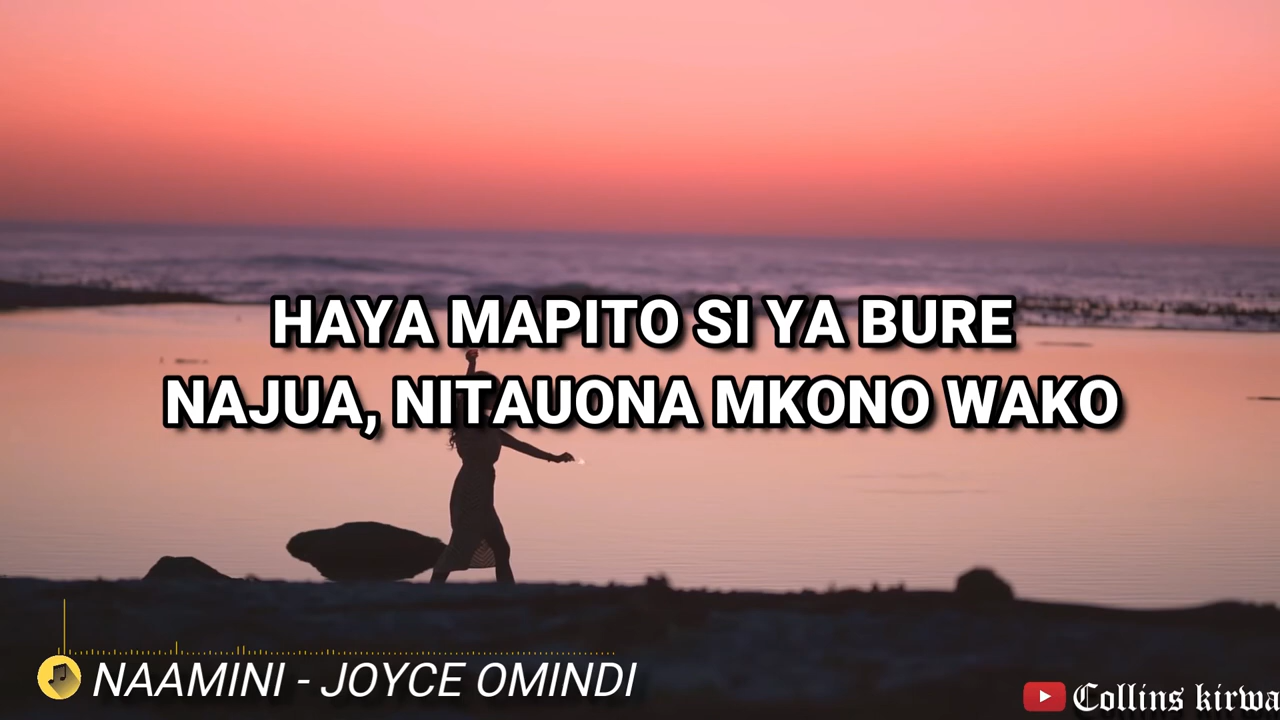 HAYA MAPITO SI YA BURE
NAJUA, NITAUONA MKONO WAKO
NAAMINI - JOYCE OMINDI
Collins kirwa